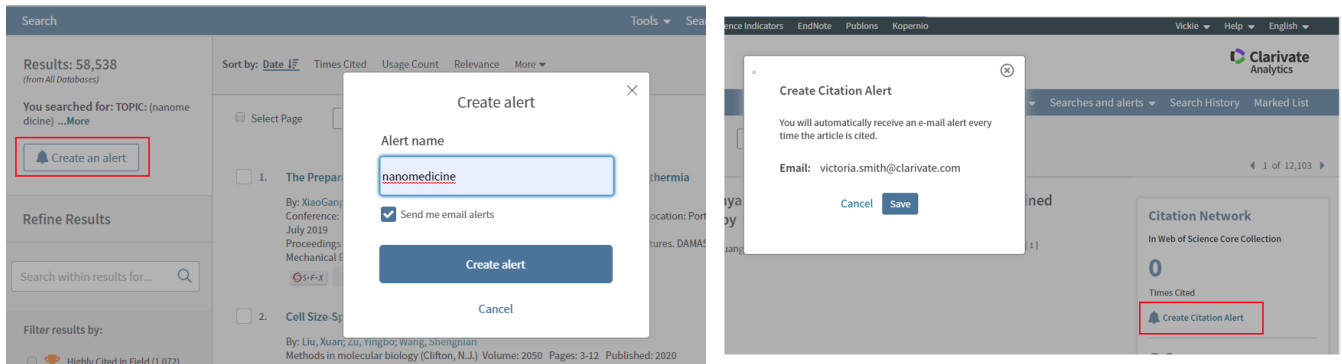 Search
Tools
Results: 58,538
(from All Databases)
You searched for: TOPIC: (nanome
dicine) ...More
Create an alert
Refine Results
Search within results for...
Filter results by:
Highly Cited in Field (1,072)
Sort by: Date Times Cited Usage Count Relevance More
Select Page
1. The Prepar thermia
By: XiaoGang
Conference: ocation: Port
July 2019
Proceedings tures. DAMAS
Mechanical E
S·F·X
2. Cell Size-Sp
By: Liu, Xuan; Zu, Yingbo; Wang, Shengnian
Methods in molecular biology (Clifton, N.J.) Volume: 2050 Pages: 3-12 Published: 2020
Create alert
Alert name
nanomedicine
Send me email alerts
Create alert
Cancel
ence Indicators EndNote Publons Kopernio
Vickie Help English
Clarivate
Analytics
Searches and alerts Search History Marked List
1 of 12,103
Create Citation Alert
You will automatically receive an e-mail alert every
time the article is cited.
Email: victoria.smith@clarivate.com
Cancel Save
ined
by
[1]
Citation Network
In Web of Science Core Collection
0
Times Cited
Create Citation Alert